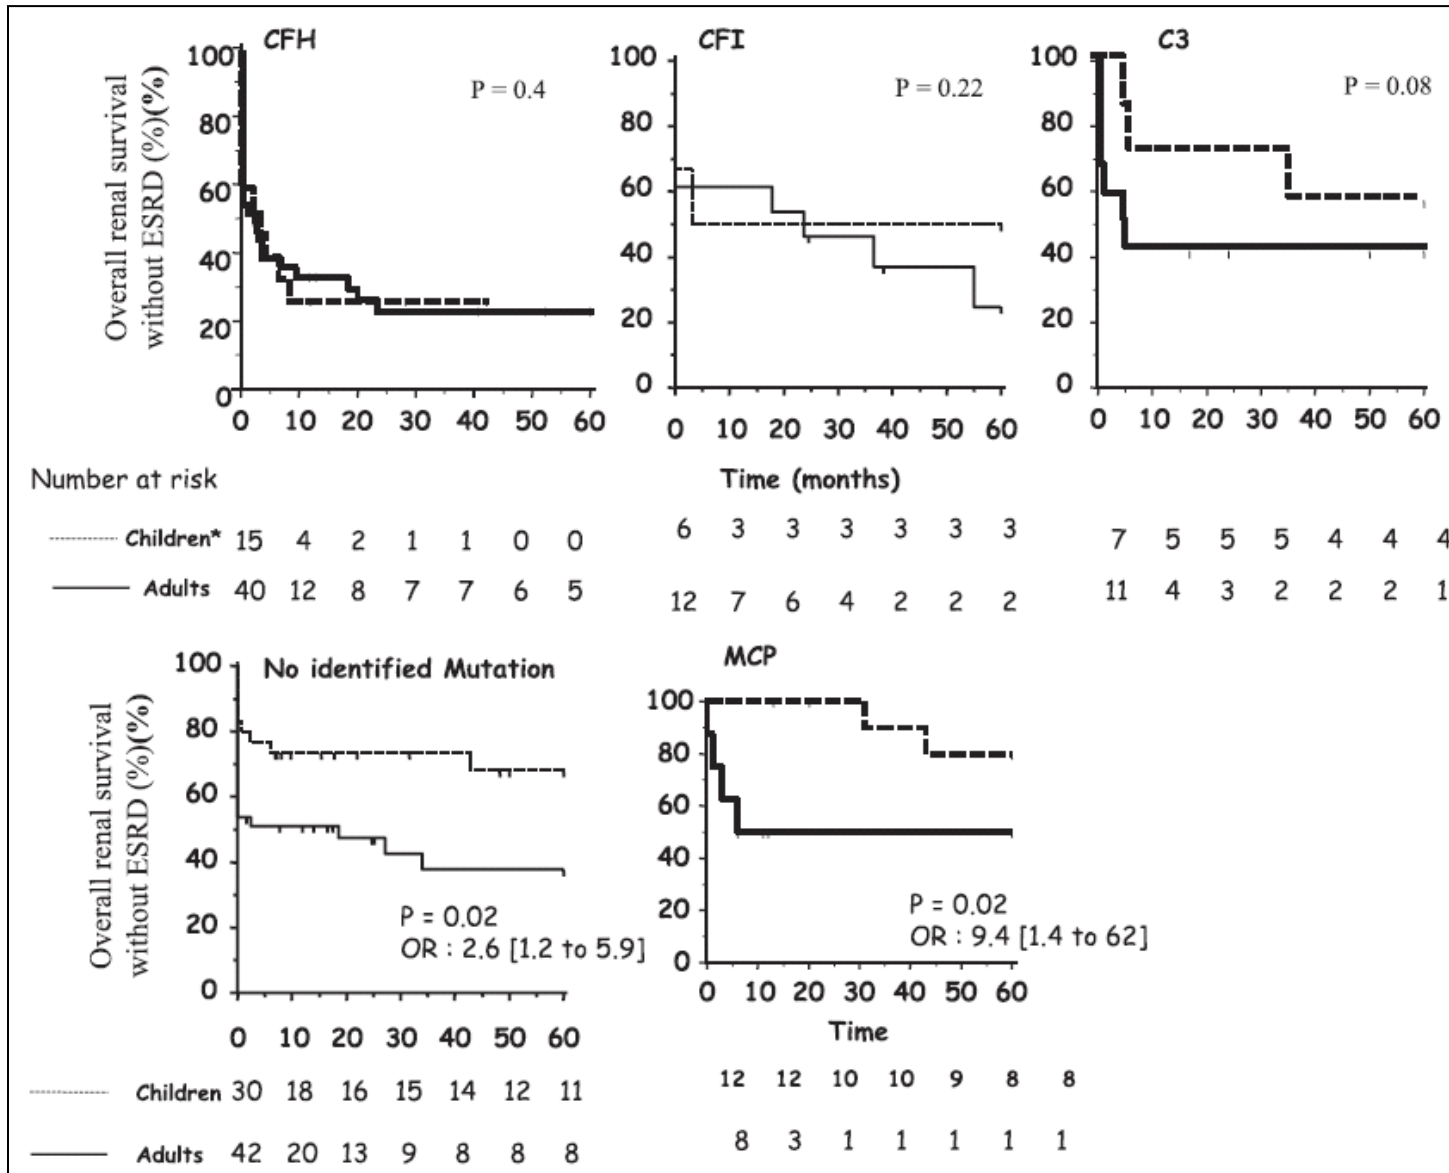 CFH
CFI
C3
P = 0.4
P = 0.22
P = 0.08
Overall renal survival
without ESRD (%)(%)
100
80
60
40
20
0
0 10 20 30 40 50 60
100
80
60
40
20
0
0 10 20 30 40 50 60
100
80
60
40
20
0
0 10 20 30 40 50 60
Number at risk
Time (months)
Children* 15 4 2 1 1 0 0
Adults 40 12 8 7 7 6 5
6 3 3 3 3 3 3
12 7 6 4 2 2 2
7 5 5 5 4 4 4
11 4 3 2 2 2 1
No identified Mutation
MCP
Overall renal survival
without ESRD (%)(%)
100
80
60
40
20
0
P = 0.02
OR : 2.6 [1.2 to 5.9]
0 10 20 30 40 50 60
100
80
60
40
20
0
P = 0.02
OR : 9.4 [1.4 to 62]
0 10 20 30 40 50 60
Time
Children 30 18 16 15 14 12 11
Adults 42 20 13 9 8 8 8
12 12 10 10 9 8 8
8 3 1 1 1 1 1